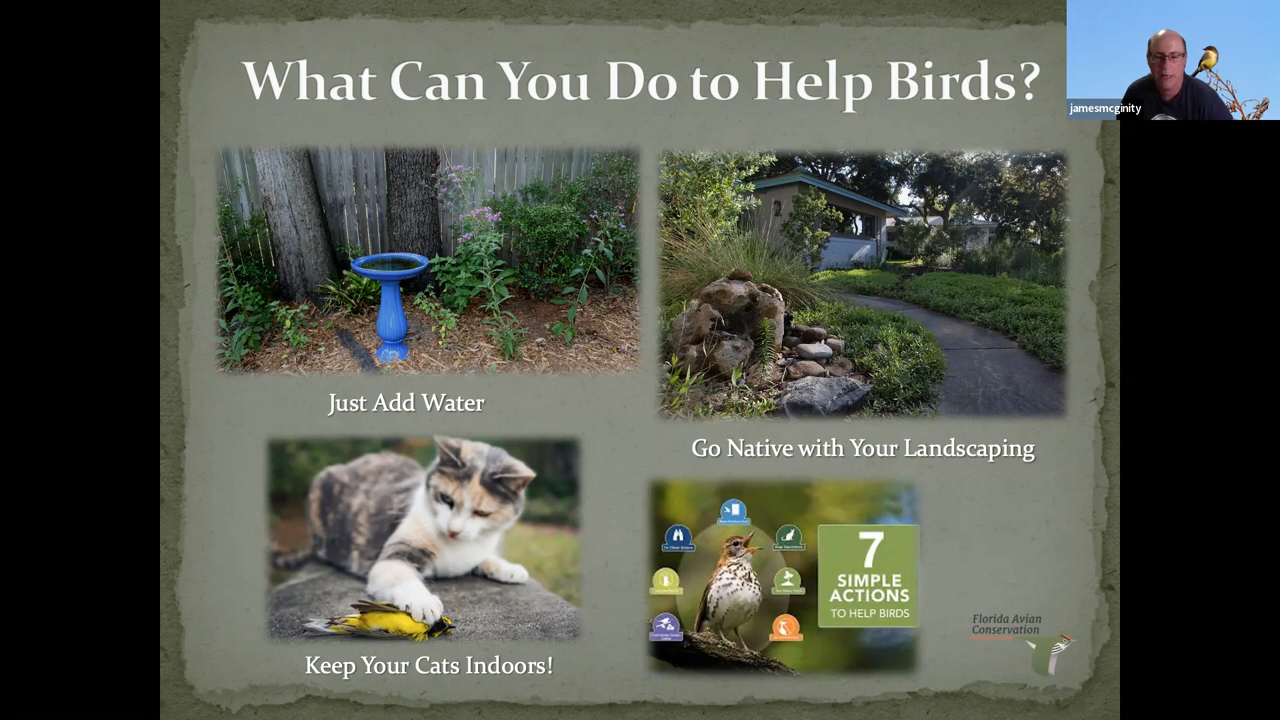 What Can You Do to Help Birds?
jamesmcginity
Just Add Water
Go Native with Your Landscaping
7
SIMPLE
ACTIONS
TO HELP BIRDS
Florida Avian
Conservation
Keep Your Cats Indoors!